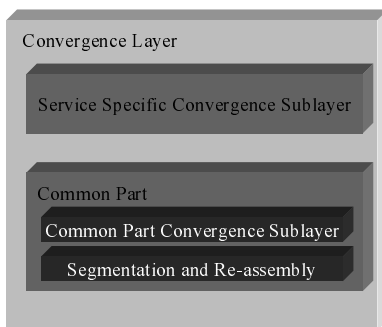 Convergence Layer
Service Specific Convergence Sublayer
Common Part
Common Part Convergence Sublayer
Segmentation and Re-assembly